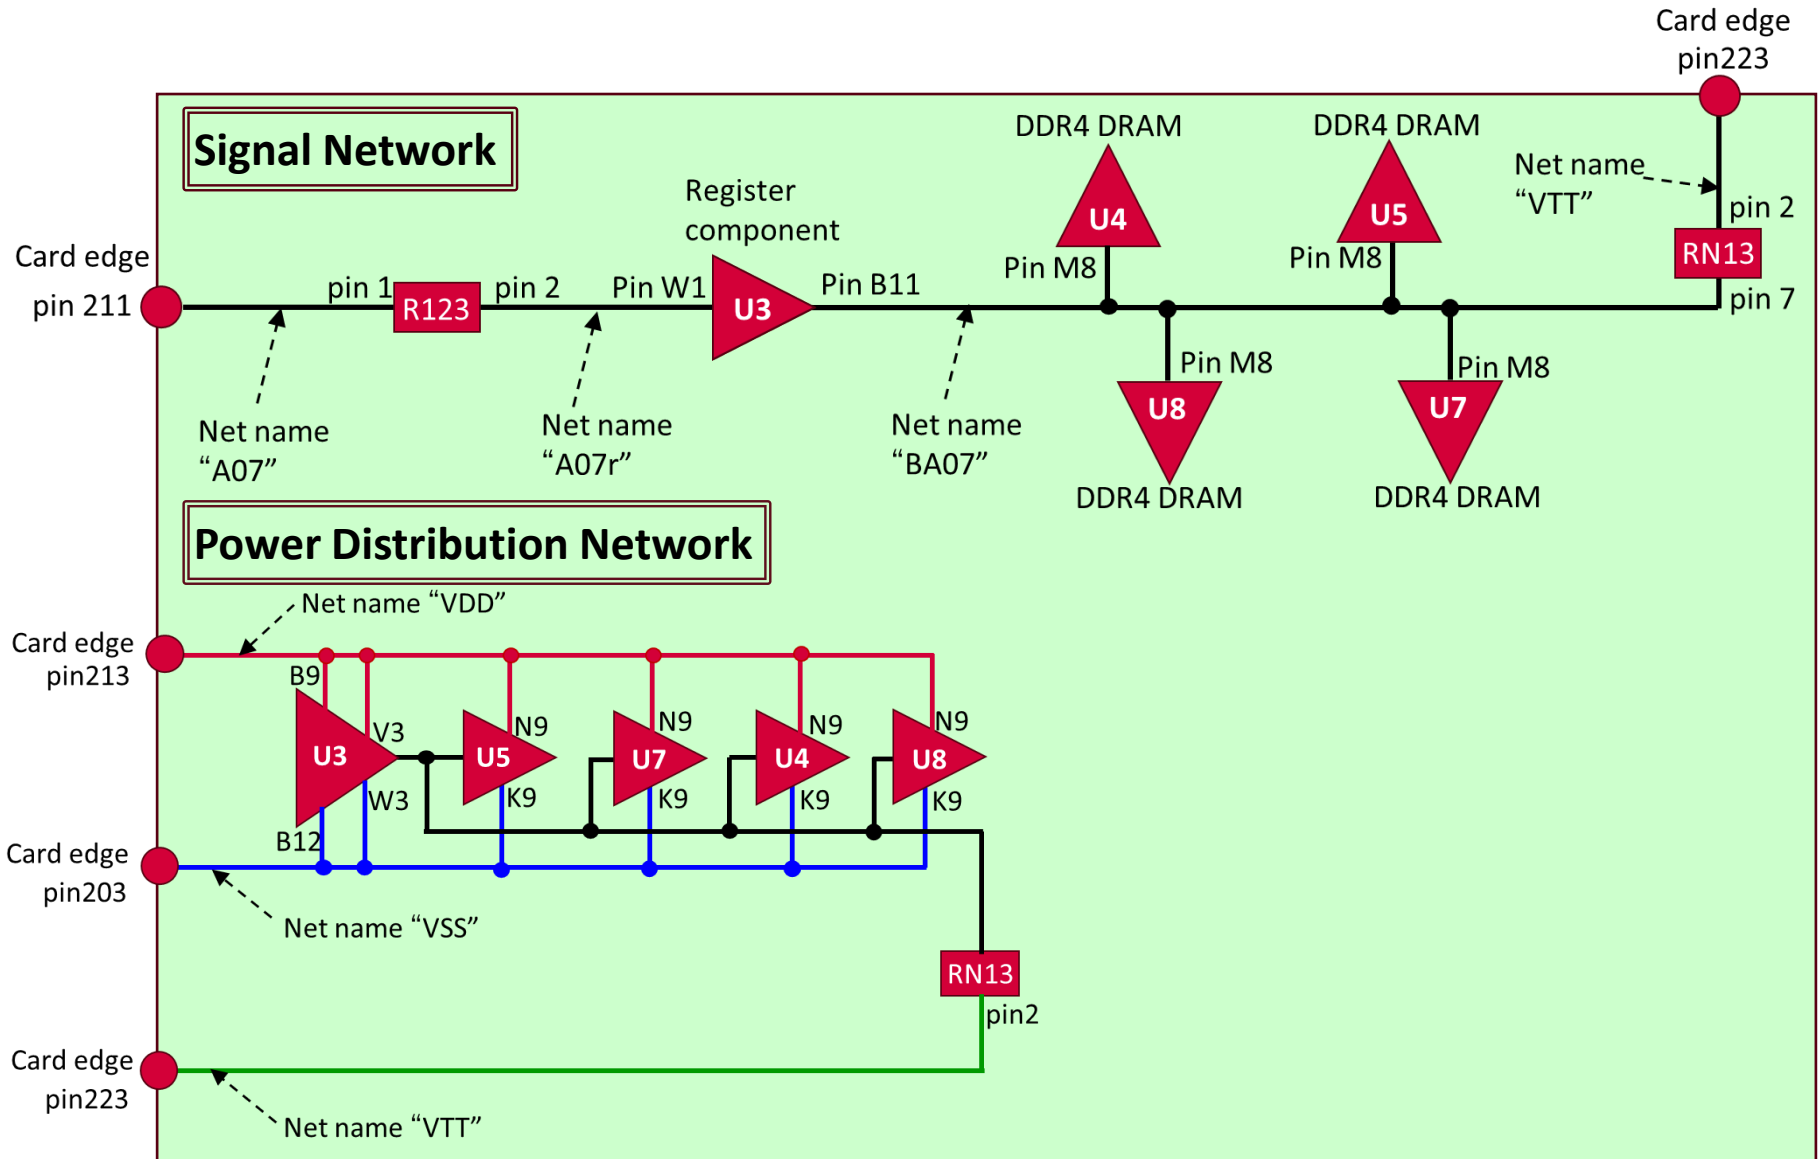 Card edge
pin223
Signal Network
DDR4 DRAM
DDR4 DRAM
Net name
“VTT”
pin 2
Register
component
U4
U5
RN13
Card edge
pin 211
pin 1
R123
pin 2
Pin W1
U3
Pin B11
Pin M8
Pin M8
pin 7
Pin M8
Pin M8
U8
U7
Net name
“A07”
Net name
“A07r”
Net name
“BA07”
DDR4 DRAM
DDR4 DRAM
Power Distribution Network
Net name “VDD”
Card edge
pin213
B9
V3
N9
N9
N9
N9
U3
U5
U7
U4
U8
W3
K9
K9
K9
K9
B12
Card edge
pin203
Net name “VSS”
RN13
pin2
Card edge
pin223
Net name “VTT”